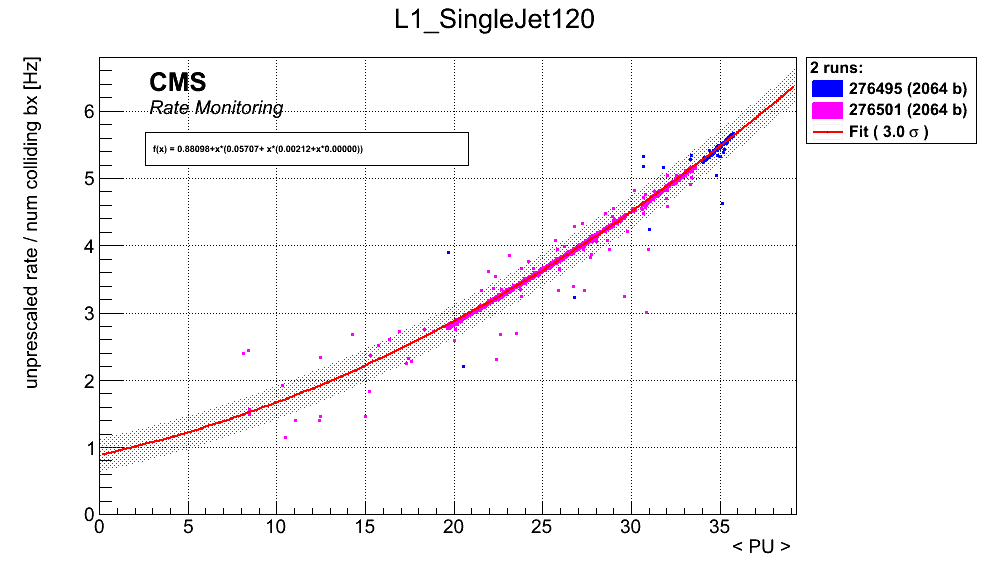 L1_SingleJet120
unprescaled rate / num colliding bx [Hz]
CMS
Rate Monitoring
f(x) = 0.88098+x*(0.05707+ x*(0.00212+x*0.00000))
2 runs:
276495 (2064 b)
276501 (2064 b)
Fit ( 3.0 σ )
6
5
4
3
2
1
0
0 5 10 15 20 25 30 35
< PU >